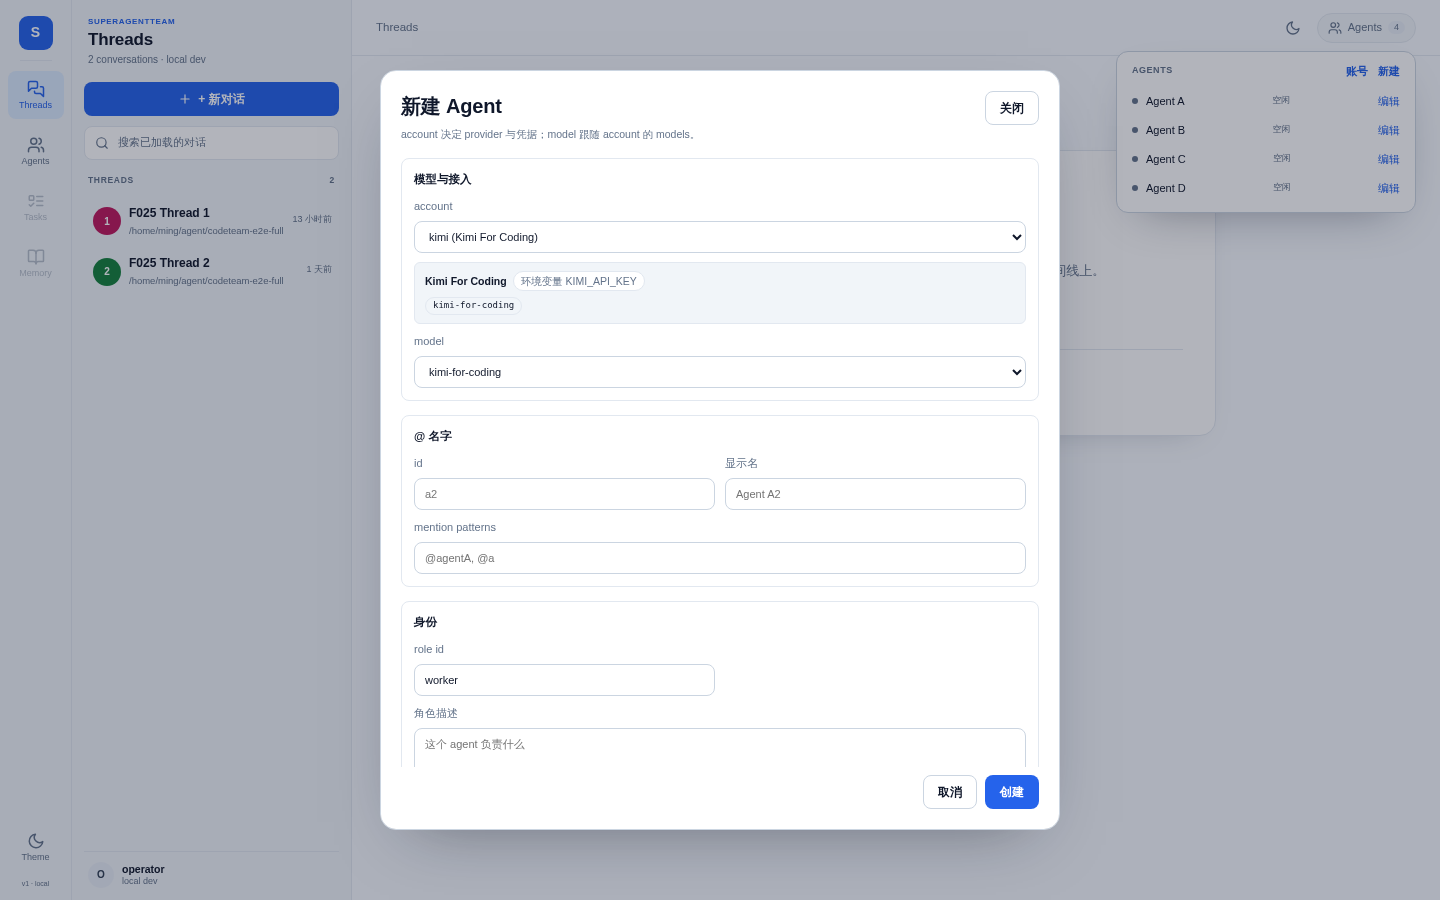 S
Threads
Agents
Tasks
Memory
Theme
v1 · local
SUPERAGENTTEAM
Threads
2 conversations · local dev
+ 新对话
搜索已加载的对话
THREADS 2
1 F025 Thread 1 13 小时前
/home/ming/agent/codeteam-e2e-full
2 F025 Thread 2 1 天前
/home/ming/agent/codeteam-e2e-full
O operator
local dev
Threads
Agents 4
AGENTS 账号 新建
Agent A 空闲 编辑
Agent B 空闲 编辑
Agent C 空闲 编辑
Agent D 空闲 编辑
线上。
新建 Agent
关闭
account 决定 provider 与凭据；model 跟随 account 的 models。
模型与接入
account
kimi (Kimi For Coding)
Kimi For Coding 环境变量 KIMI_API_KEY
kimi-for-coding
model
kimi-for-coding
@ 名字
id 显示名
a2 Agent A2
mention patterns
@agentA, @a
身份
role id
worker
角色描述
这个 agent 负责什么
取消 创建